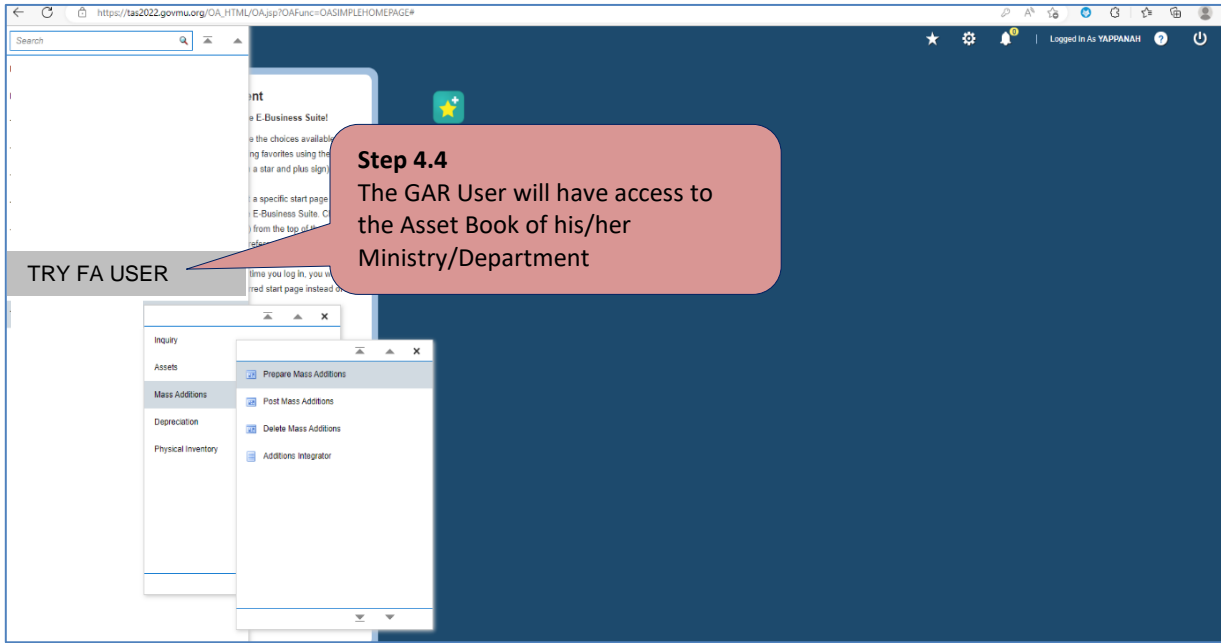 https://tas2022.govmu.org/OA_HTML/OA.jsp?OAFunc=OASIMPLEHOMEPAGE#
Search
0
Logged In As YAPPANAH
?
E-Business Suite!
the choices available
ng favorites using the
a star and plus sign)
a specific start page
E-Business Suite.
from the top of
Step 4.4
The GAR User will have access to
the Asset Book of his/her
Ministry/Department
TRY FA USER
time you log in, you
rred start page instead
Inquiry
Assets
Mass Additions
Depreciation
Physical Inventory
Prepare Mass Additions
Post Mass Additions
Delete Mass Additions
Additions Integrator